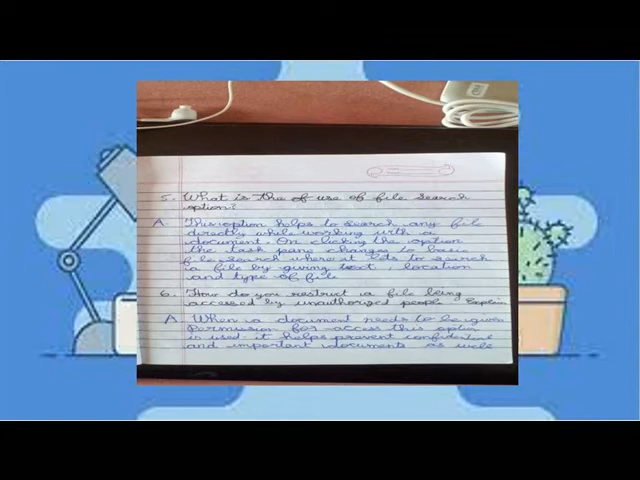 5. What is the of use of file search
option?
A. This option helps to search any file
directly while working with a
document. On clicking the option
the task pane changes to basic
file search where it lets to search
a file by giving text, location
and type of file
6. How do you restrict a file being
accessed by unauthorized people Explain
A When a document needs to be given
Permission for access this option
is used. it helps prevent confidential
and important documents as well